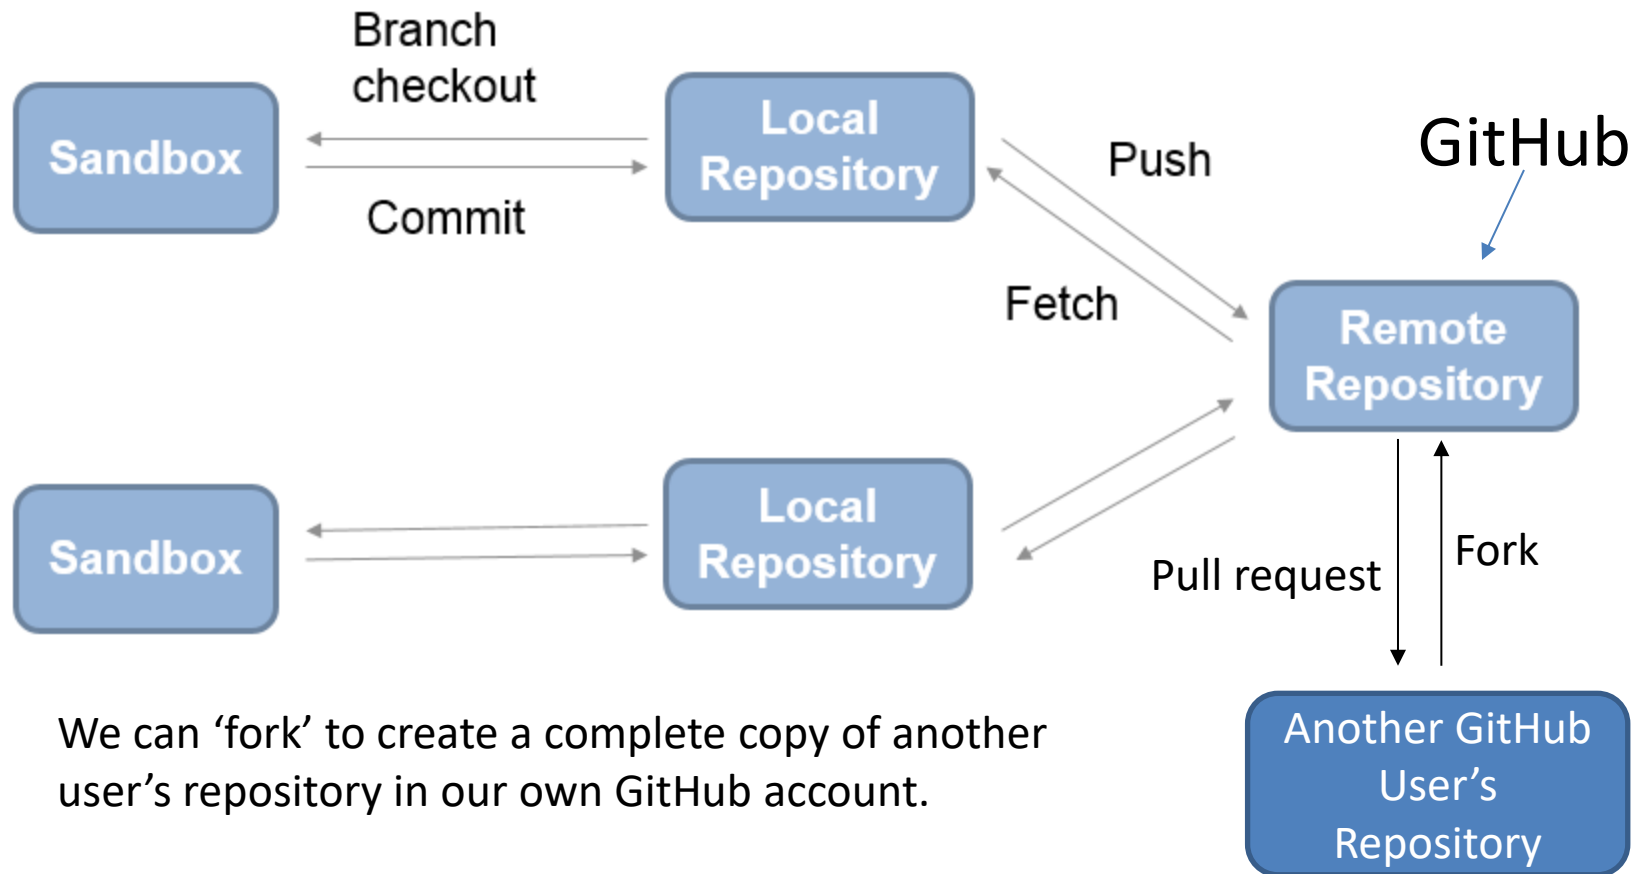 Branch
checkout
Sandbox
Commit
Local
Repository
Push
Fetch
GitHub
Remote
Repository
Sandbox
Local
Repository
Pull request
Fork
We can ‘fork’ to create a complete copy of another
user’s repository in our own GitHub account.
Another GitHub
User’s
Repository